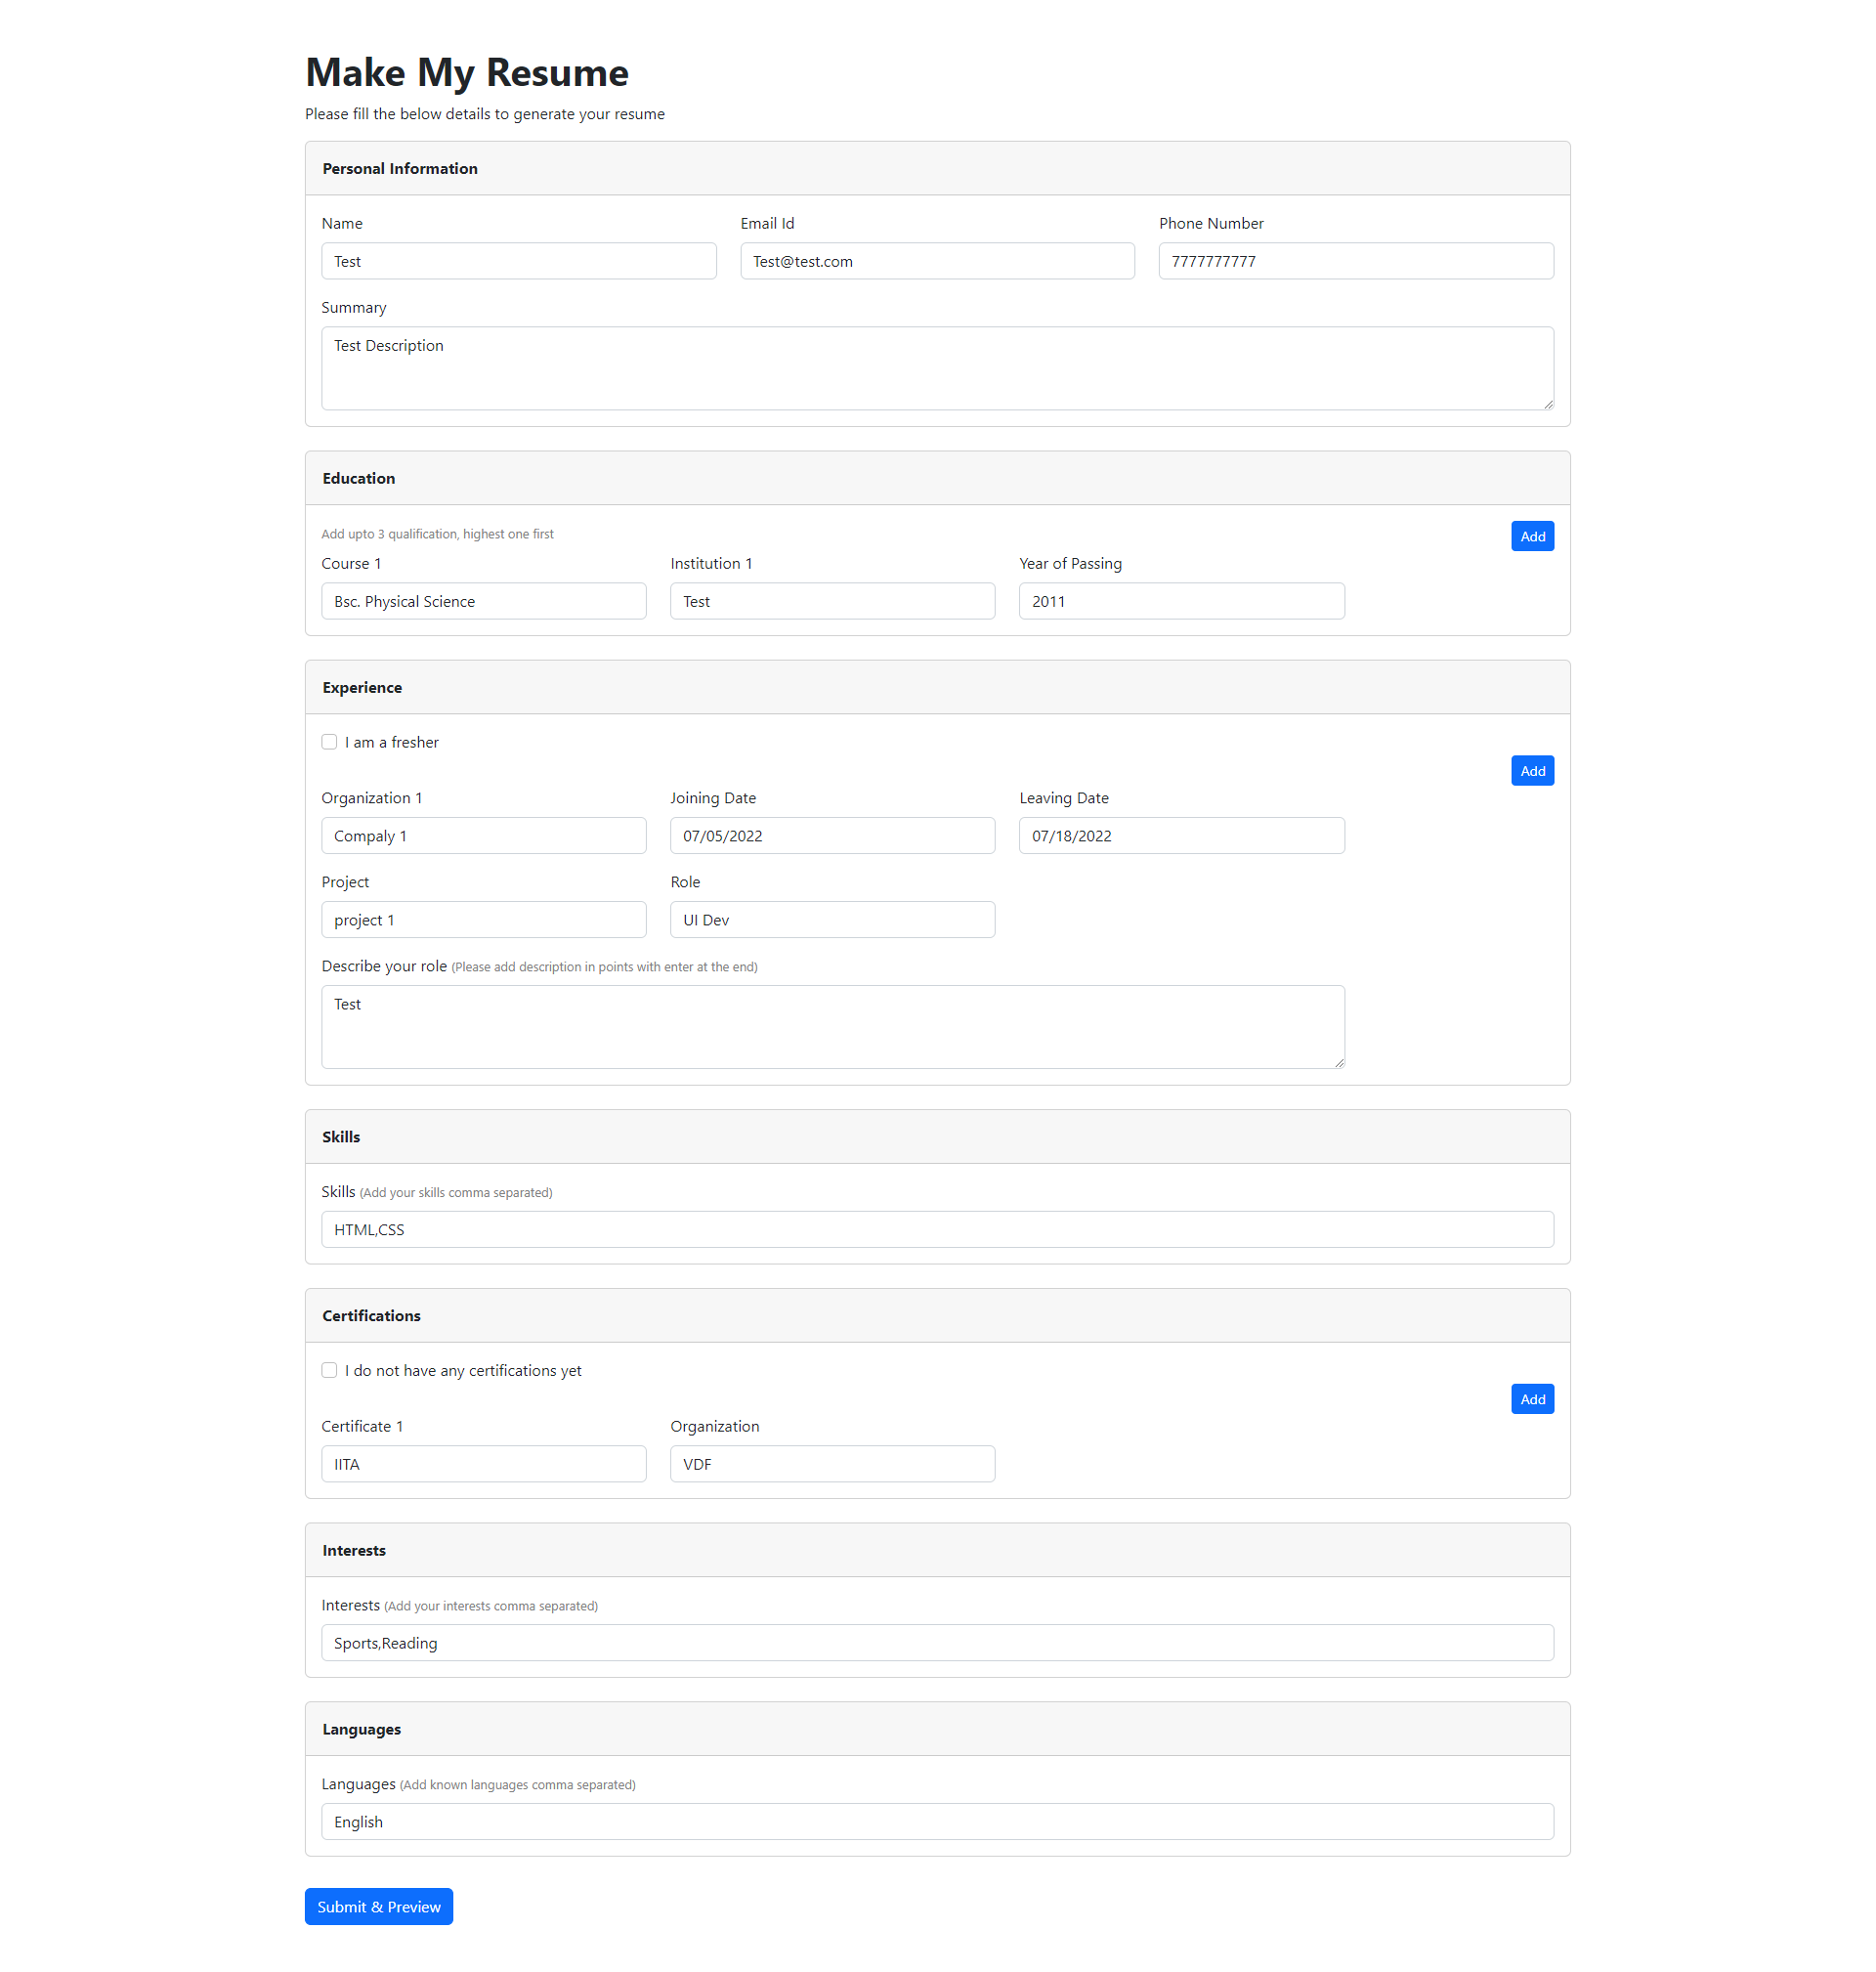 Make My Resume
Please fill the below details to generate your resume
Personal Information
Name Email Id Phone Number
Test Test@test.com 7777777777
Summary
Test Description
Education
Add upto 3 qualification, highest one first Add
Course 1 Institution 1 Year of Passing
Bsc. Physical Science Test 2011
Experience
I am a fresher
Add
Organization 1 Joining Date Leaving Date
Compaly 1 07/05/2022 07/18/2022
Project Role
project 1 UI Dev
Describe your role (Please add description in points with enter at the end)
Test
Skills
Skills (Add your skills comma separated)
HTML,CSS
Certifications
I do not have any certifications yet
Add
Certificate 1 Organization
IITA VDF
Interests
Interests (Add your interests comma separated)
Sports,Reading
Languages
Languages (Add known languages comma separated)
English
Submit & Preview